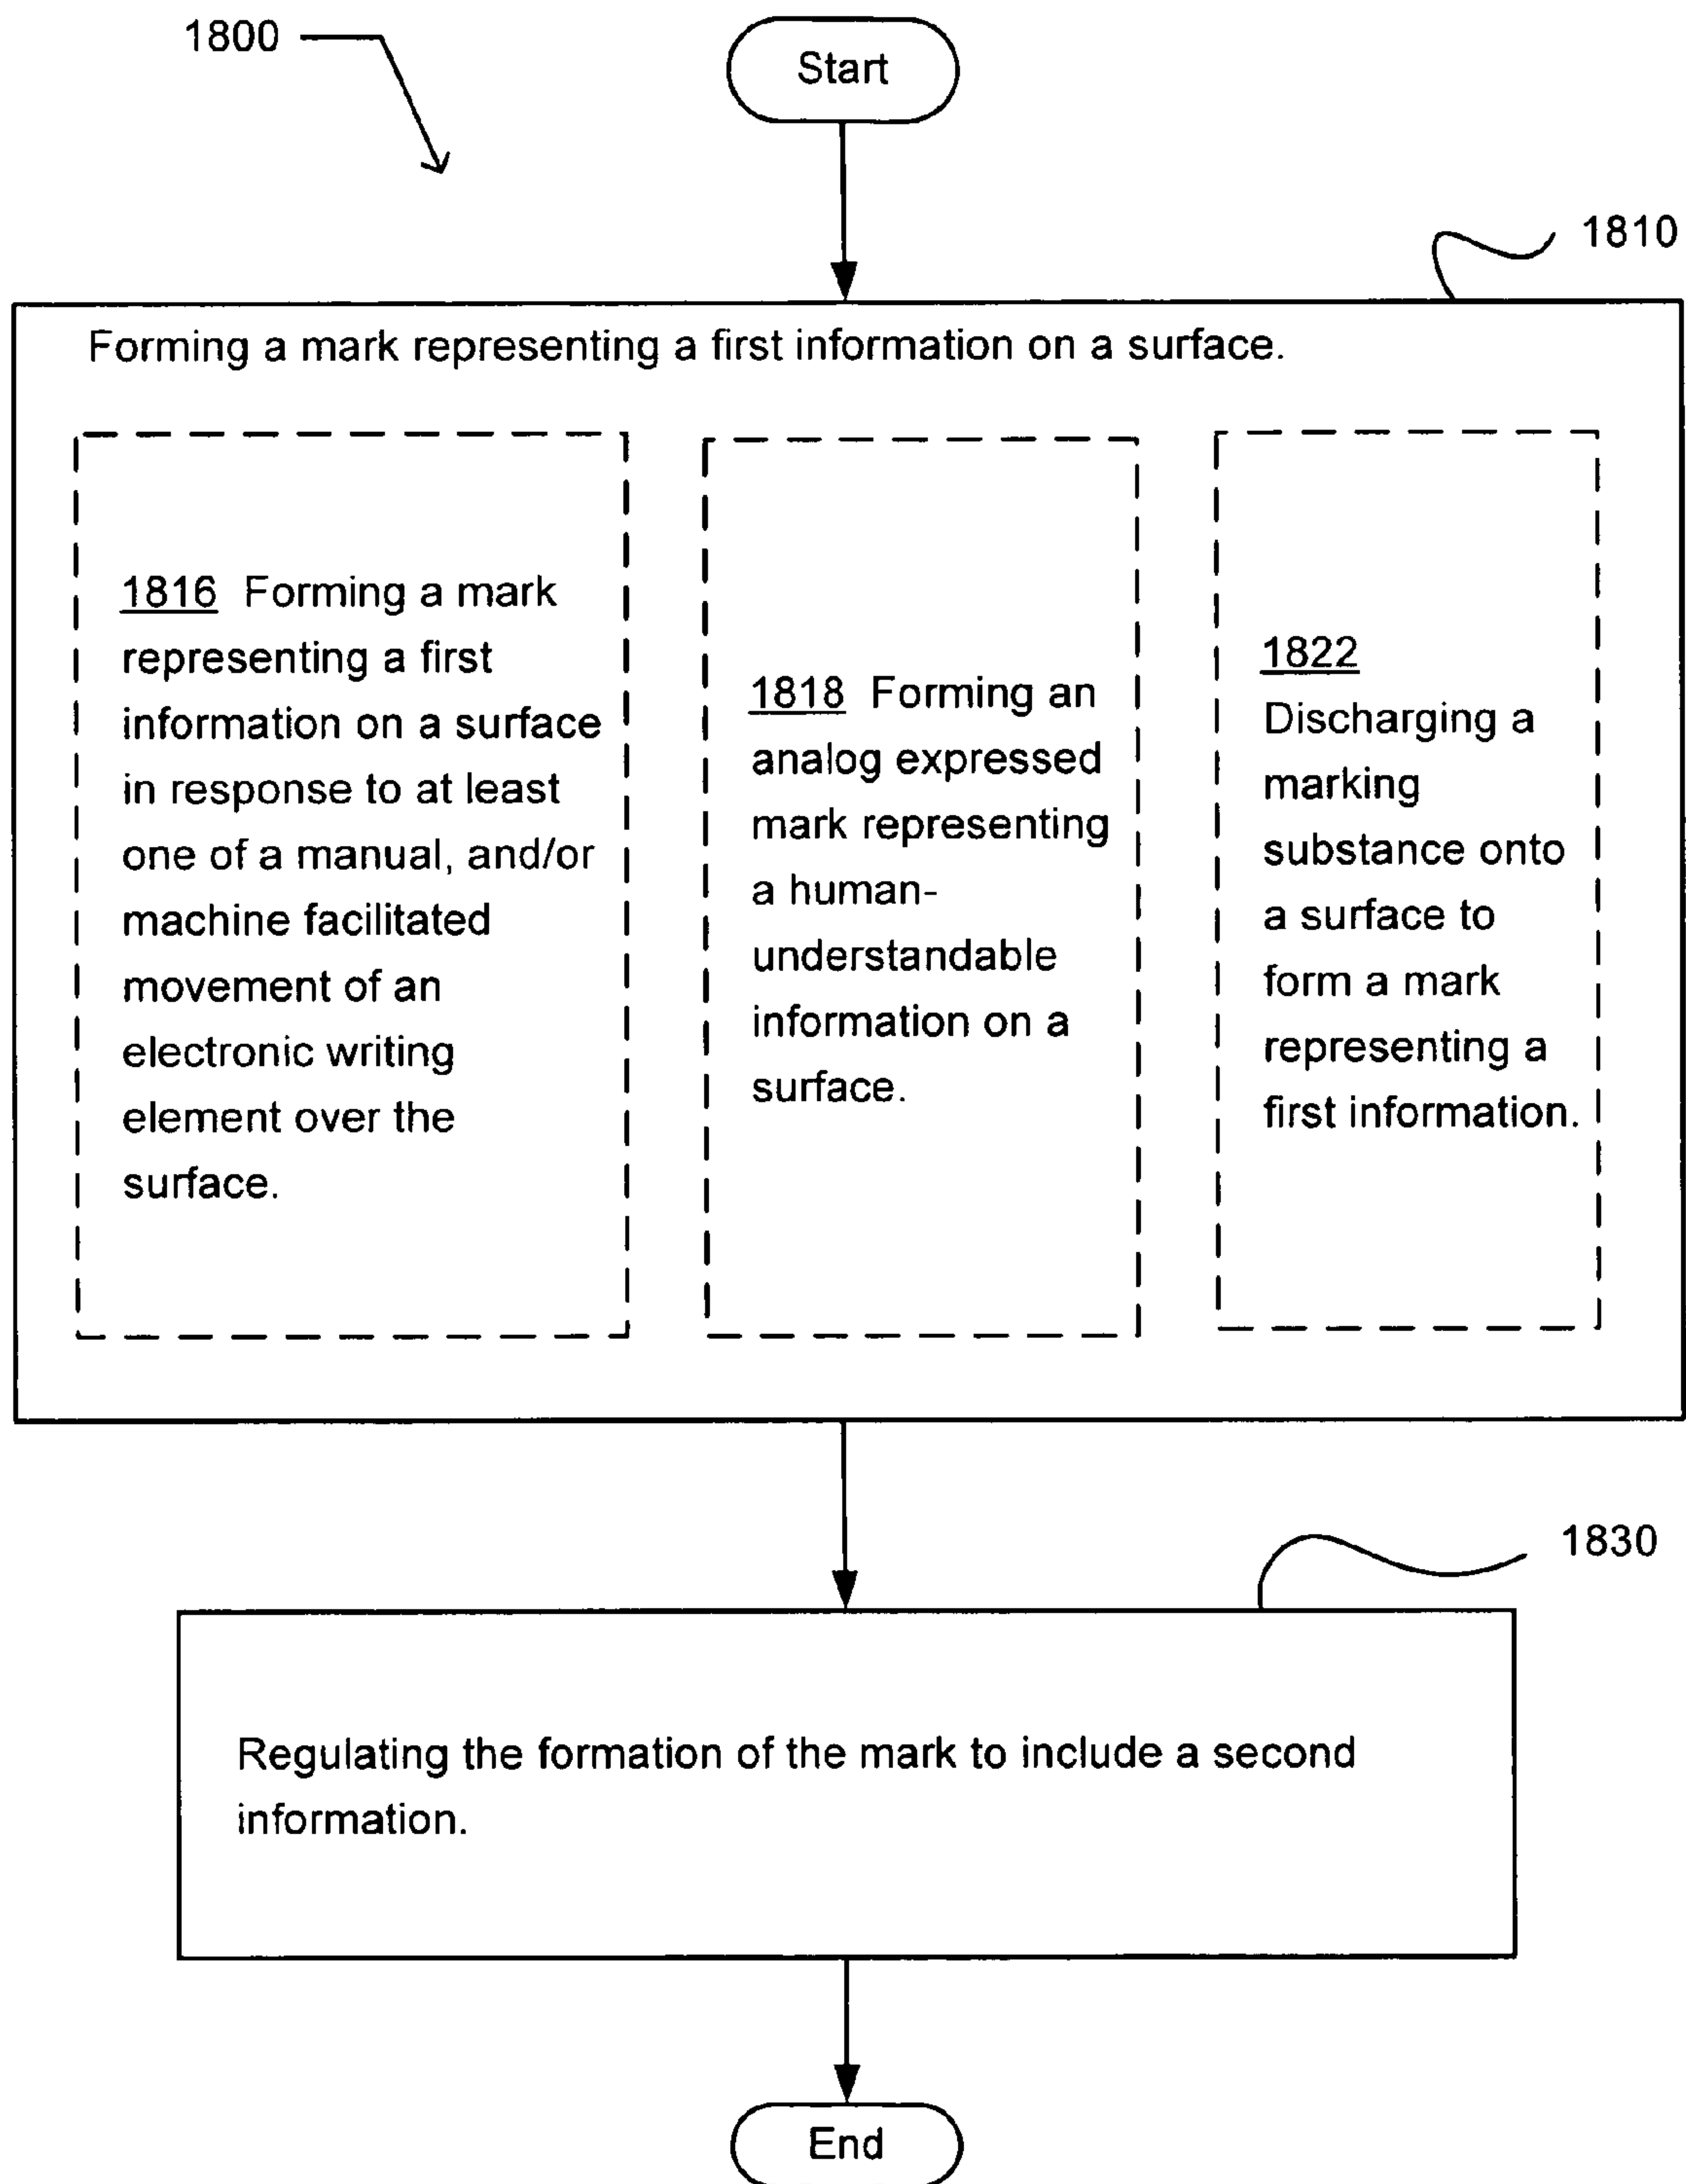 1800
Start
1810
Forming a mark representing a first information on a surface.
1816 Forming a mark
representing a first
information on a surface
in response to at least
one of a manual, and/or
machine facilitated
movement of an
electronic writing
element over the
surface.
1818 Forming an
analog expressed
mark representing
a human-
understandable
information on a
surface.
1822
Discharging a
marking
substance onto
a surface to
form a mark
representing a
first information.
1830
Regulating the formation of the mark to include a second
information.
End